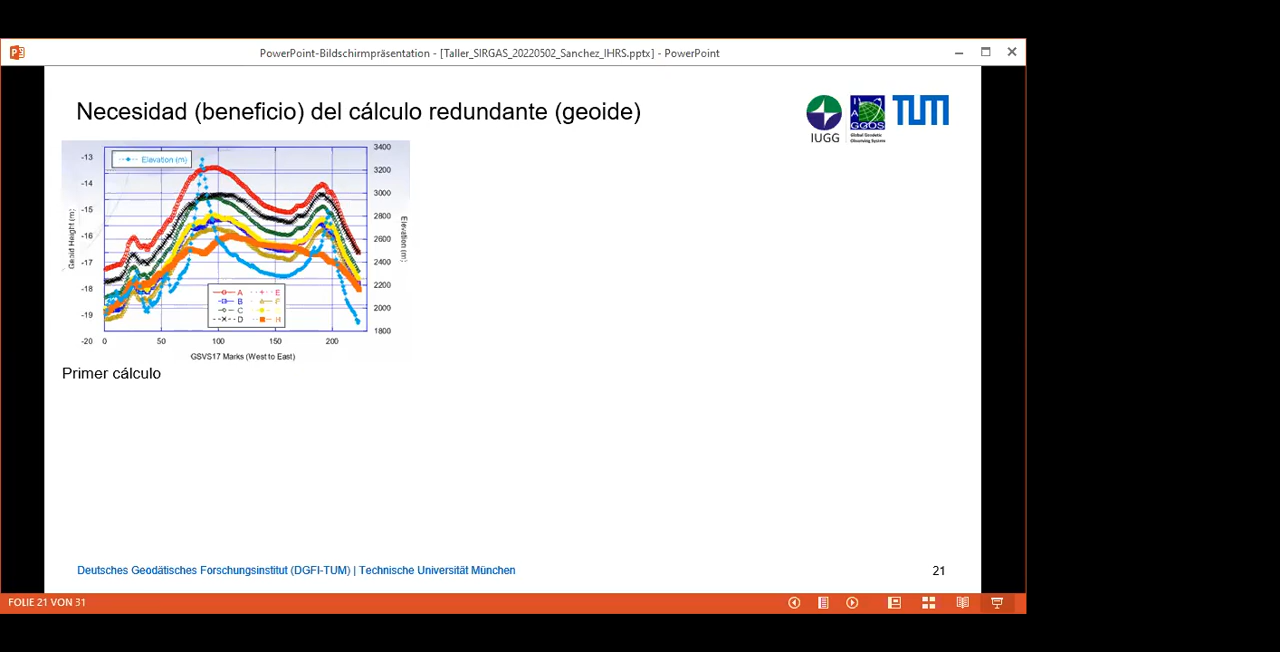 PowerPoint-Bildschirmpräsentation - [Taller_SIRGAS_20220502_Sanchez_IHRS.pptx] - PowerPoint
Necesidad (beneficio) del cálculo redundante (geoide)
IUGG
GGOS
Global Geodetic
Observing System
TUM
Elevation (m)
-13
-14
-15
-16
-17
-18
-19
-20
Geoid Height (m)
3400
3200
3000
2800
2600
2400
2200
2000
1800
Elevation (m)
A
B
C
D
E
F
H
0 50 100 150 200
GSVS17 Marks (West to East)
Primer cálculo
Deutsches Geodätisches Forschungsinstitut (DGFI-TUM) | Technische Universität München
21
FOLIE 21 VON 31